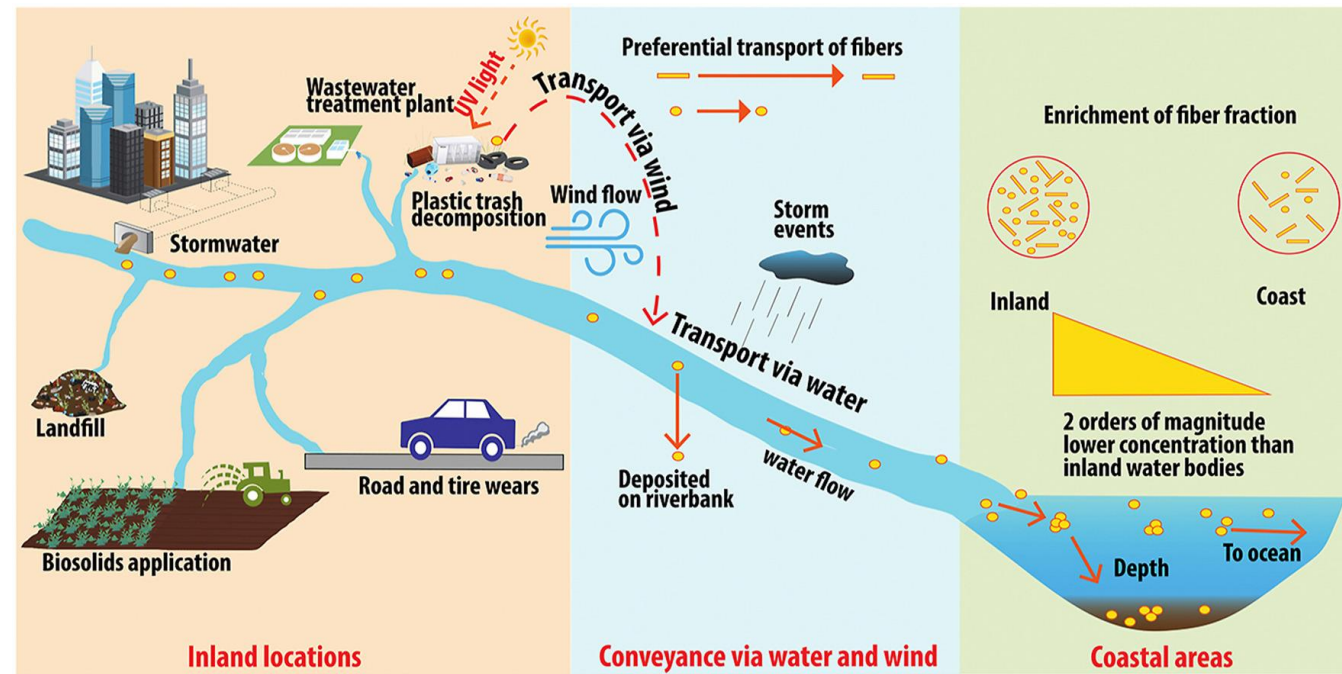 Wastewater
treatment plant
UV light
Transport via wind
Plastic trash
decomposition
Wind flow
Stormwater
Landfill
Road and tire wears
Biosolids application
Inland locations
Preferential transport of fibers
Storm
events
Transport via water
Deposited
on riverbank
water flow
Conveyance via water and wind
Enrichment of fiber fraction
Inland
Coast
2 orders of magnitude
lower concentration than
inland water bodies
Depth
To ocean
Coastal areas